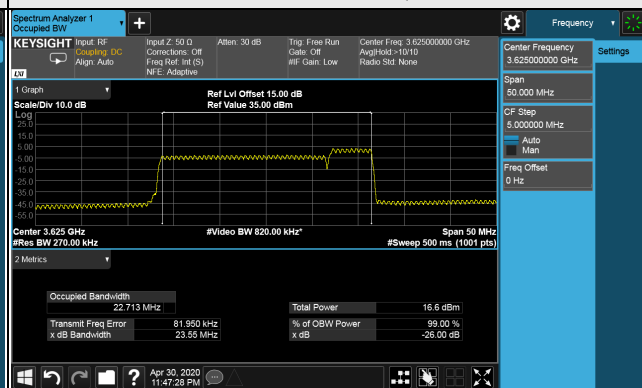 Spectrum Analyzer 1
Occupied BW
Frequency
KEYSIGHT
Input: RF
Coupling: DC
Align: Auto
Input Z: 50 Ω
Corrections: Off
Freq Ref: Int (S)
NFE: Adaptive
Atten: 30 dB
Trig: Free Run
Gate: Off
#IF Gain: Low
Center Freq: 3.625000000 GHz
Avg|Hold:>10/10
Radio Std: None
LXI
Center Frequency
3.625000000 GHz
Settings
Span
50.000 MHz
CF Step
5.000000 MHz
Auto
Man
Freq Offset
0 Hz
1 Graph
Scale/Div 10.0 dB
Ref Lvl Offset 15.00 dB
Ref Value 35.00 dBm
Log
25.0
15.0
5.00
-5.00
-15.0
-25.0
-35.0
-45.0
-55.0
Center 3.625 GHz
#Video BW 820.00 kHz*
Span 50 MHz
#Res BW 270.00 kHz
#Sweep 500 ms (1001 pts)
2 Metrics
Occupied Bandwidth
22.713 MHz
Total Power
16.6 dBm
Transmit Freq Error
81.950 kHz
% of OBW Power
99.00 %
x dB Bandwidth
23.55 MHz
x dB
-26.00 dB
?
Apr 30, 2020
11:47:28 PM